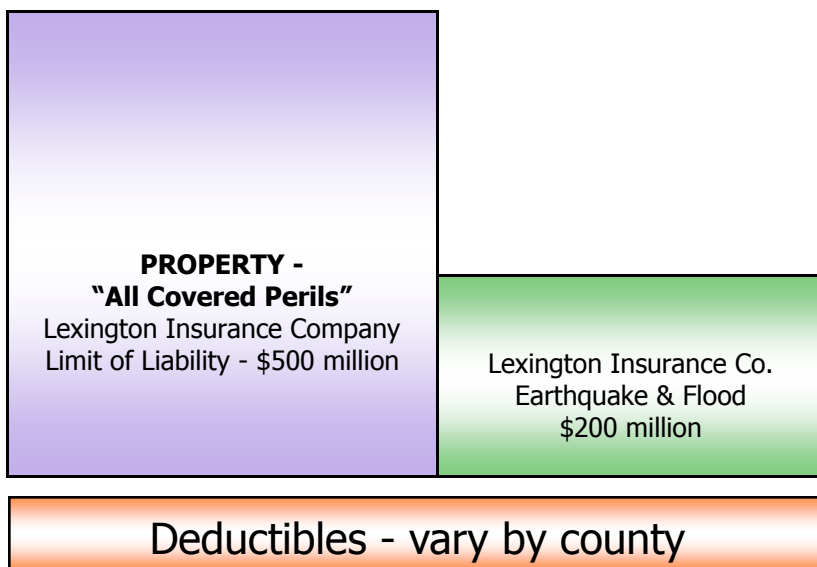 PROPERTY -
“All Covered Perils”
Lexington Insurance Company
Limit of Liability - $500 million
Lexington Insurance Co.
Earthquake & Flood
$200 million
Deductibles - vary by county